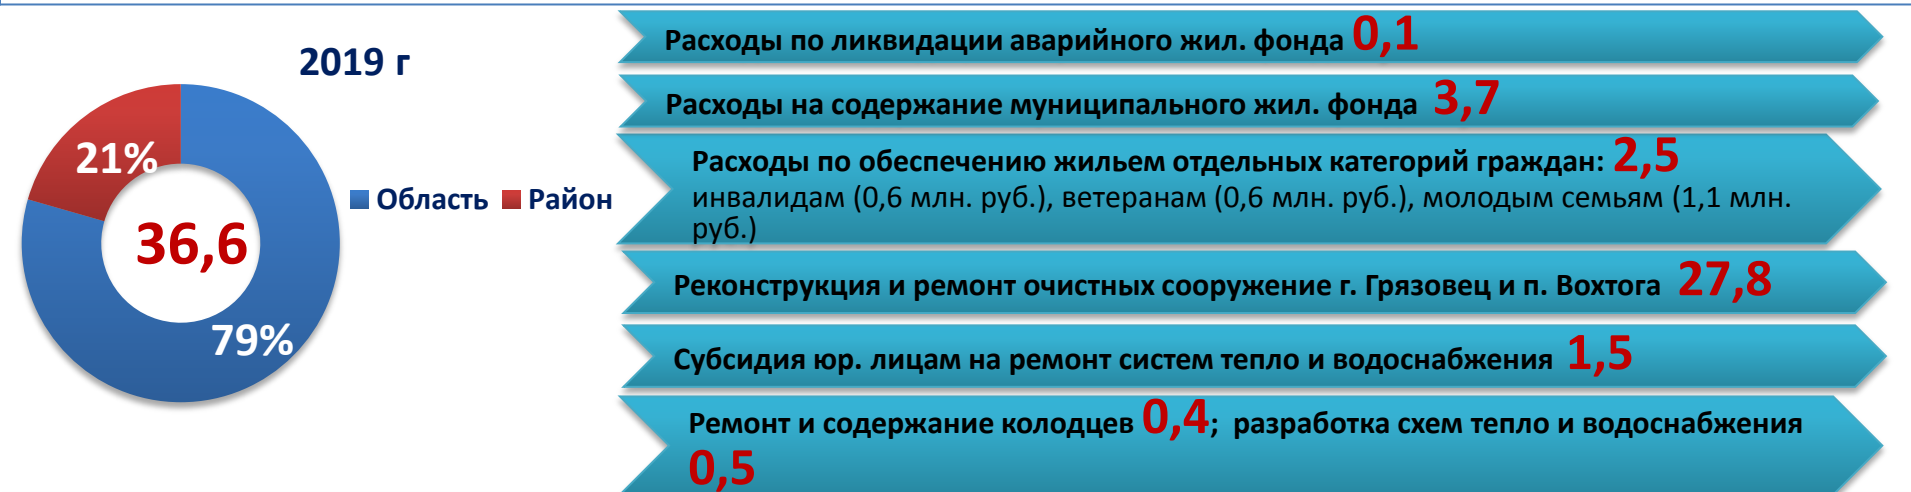 2019 г
21%
36,6
79%
Область Район
Расходы по ликвидации аварийного жил. фонда 0,1
Расходы на содержание муниципального жил. фонда 3,7
Расходы по обеспечению жильем отдельных категорий граждан: 2,5
инвалидам (0,6 млн. руб.), ветеранам (0,6 млн. руб.), молодым семьям (1,1 млн.
руб.)
Реконструкция и ремонт очистных сооружение г. Грязовец и п. Вохтога 27,8
Субсидия юр. лицам на ремонт систем тепло и водоснабжения 1,5
Ремонт и содержание колодцев 0,4; разработка схем тепло и водоснабжения
0,5